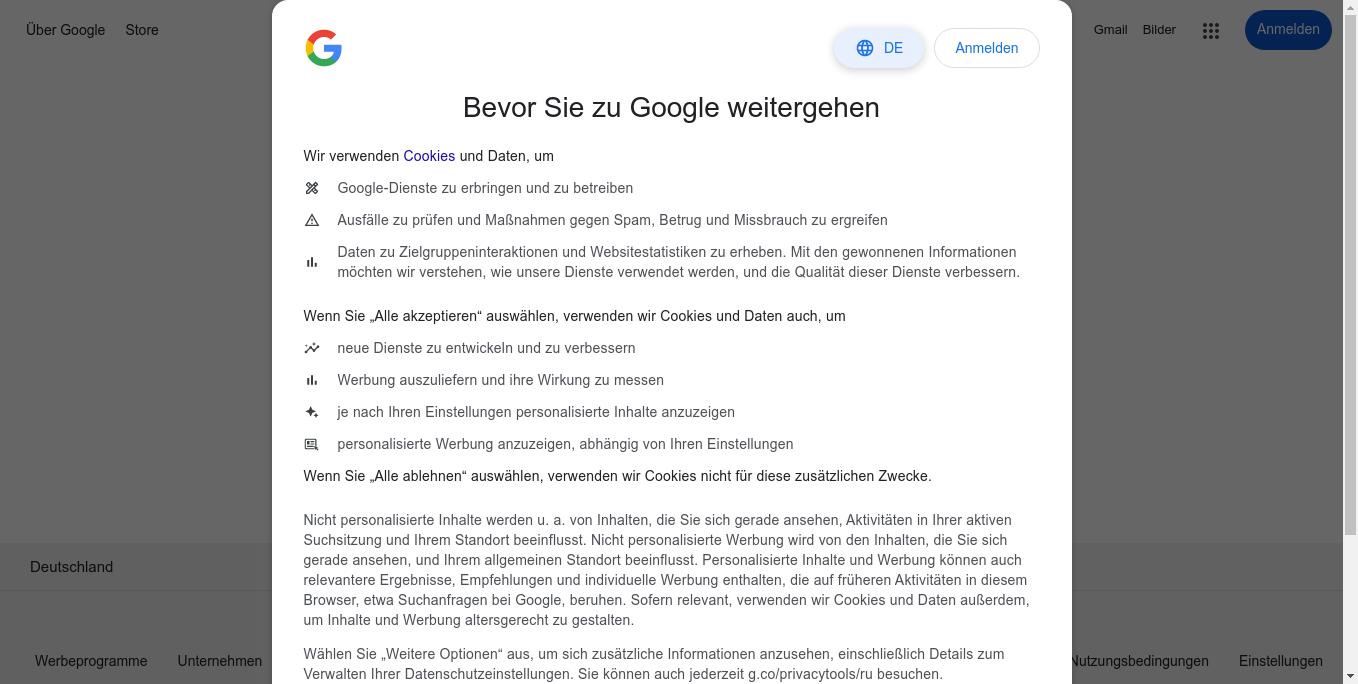 Über Google Store Gmail Bilder Anmelden
DE Anmelden
Bevor Sie zu Google weitergehen
Wir verwenden Cookies und Daten, um
Google-Dienste zu erbringen und zu betreiben
Ausfälle zu prüfen und Maßnahmen gegen Spam, Betrug und Missbrauch zu ergreifen
Daten zu Zielgruppeninteraktionen und Websitestatistiken zu erheben. Mit den gewonnenen Informationen
möchten wir verstehen, wie unsere Dienste verwendet werden, und die Qualität dieser Dienste verbessern.
Wenn Sie „Alle akzeptieren“ auswählen, verwenden wir Cookies und Daten auch, um
neue Dienste zu entwickeln und zu verbessern
Werbung auszuliefern und ihre Wirkung zu messen
je nach Ihren Einstellungen personalisierte Inhalte anzuzeigen
personalisierte Werbung anzuzeigen, abhängig von Ihren Einstellungen
Wenn Sie „Alle ablehnen“ auswählen, verwenden wir Cookies nicht für diese zusätzlichen Zwecke.
Nicht personalisierte Inhalte werden u. a. von Inhalten, die Sie sich gerade ansehen, Aktivitäten in Ihrer aktiven
Suchsitzung und Ihrem Standort beeinflusst. Nicht personalisierte Werbung wird von den Inhalten, die Sie sich
gerade ansehen, und Ihrem allgemeinen Standort beeinflusst. Personalisierte Inhalte und Werbung können auch
relevantere Ergebnisse, Empfehlungen und individuelle Werbung enthalten, die auf früheren Aktivitäten in diesem
Browser, etwa Suchanfragen bei Google, beruhen. Sofern relevant, verwenden wir Cookies und Daten außerdem,
um Inhalte und Werbung altersgerecht zu gestalten.
Wählen Sie „Weitere Optionen“ aus, um sich zusätzliche Informationen anzusehen, einschließlich Details zum
Verwalten Ihrer Datenschutzeinstellungen. Sie können auch jederzeit g.co/privacytools/ru besuchen.
Deutschland
Werbeprogramme Unternehmen Nutzungsbedingungen Einstellungen